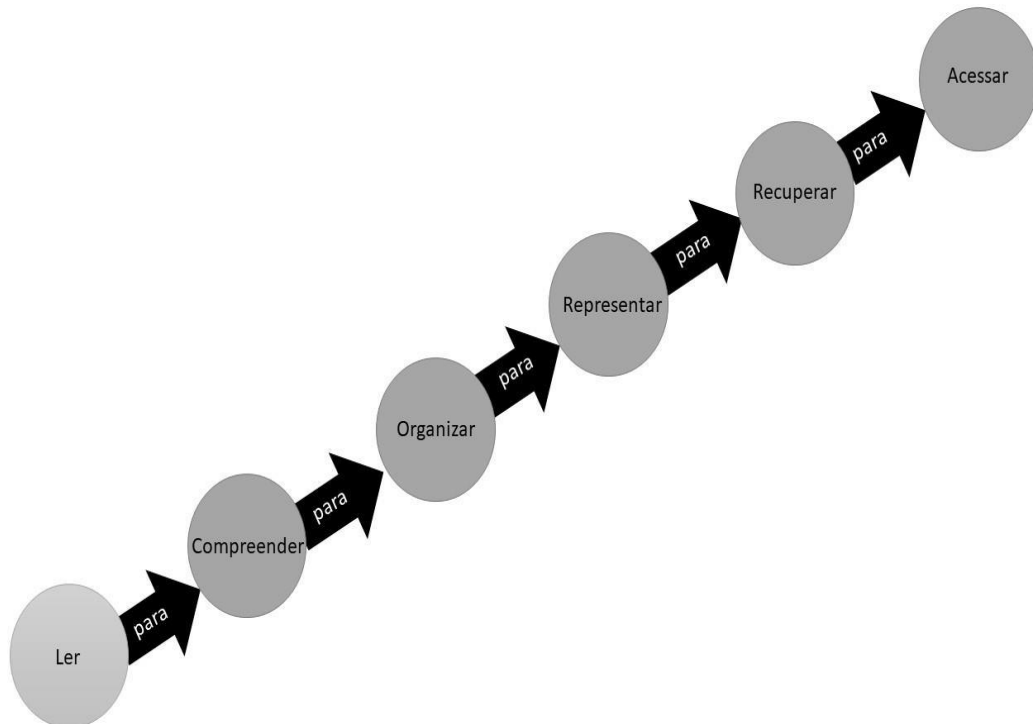 Ler
para
Compreender
para
Organizar
para
Representar
para
Recuperar
para
Acessar